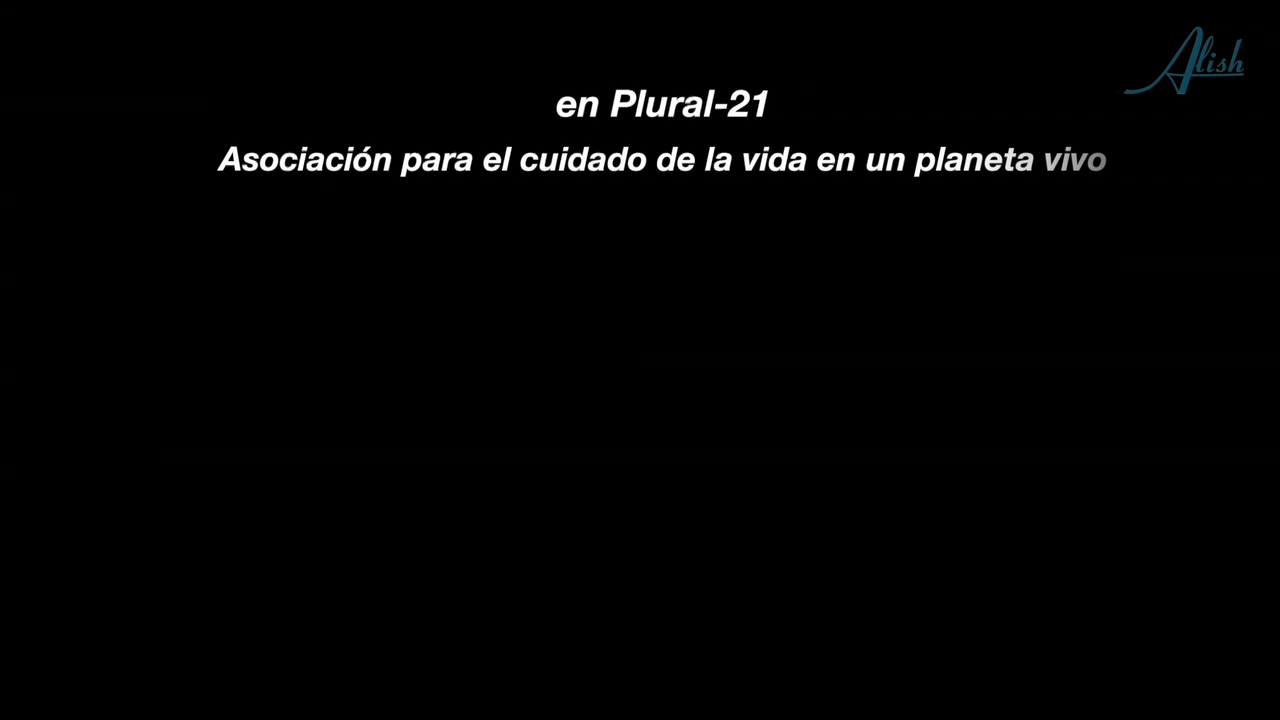 Alish
en Plural-21
Asociación para el cuidado de la vida en un planeta vivo